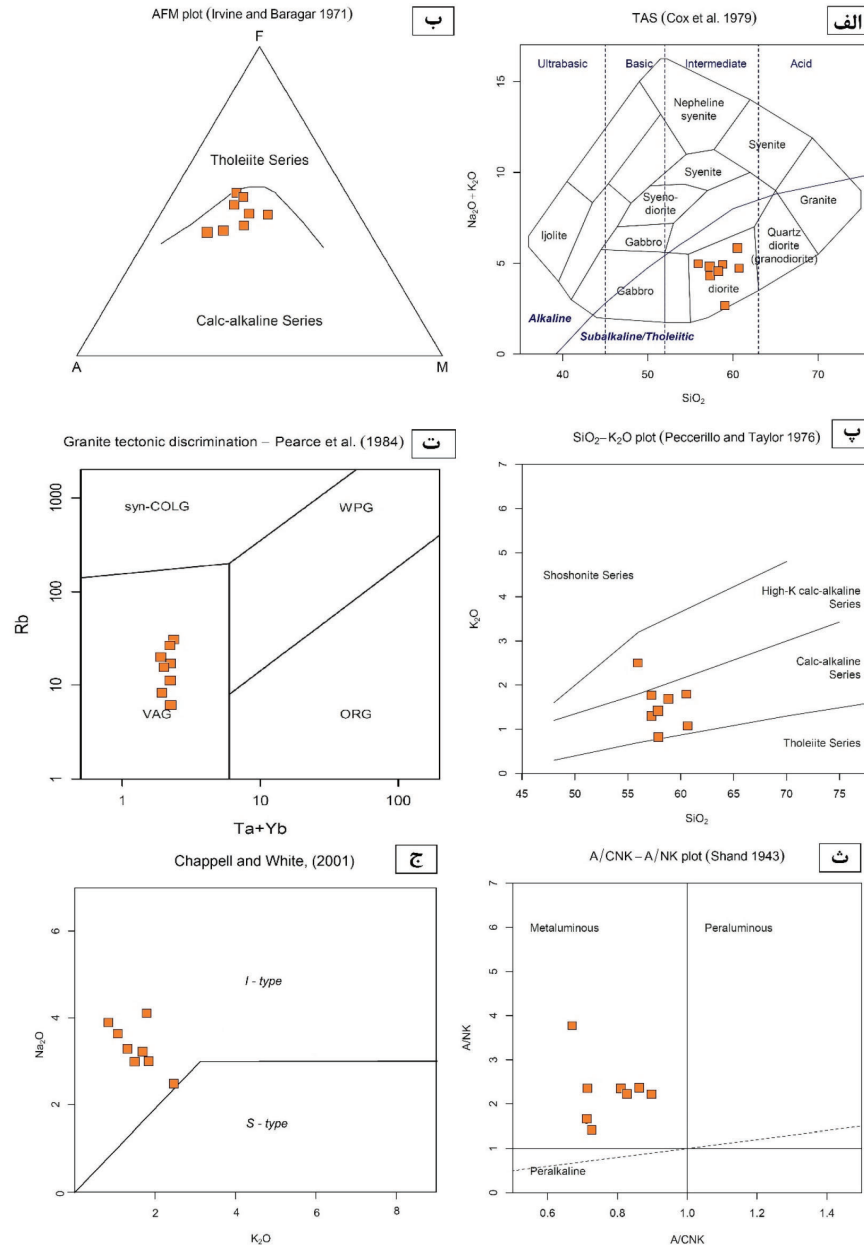 الف
TAS (Cox et al. 1979)
Ultrabasic
Basic
Intermediate
Acid
Nepheline
syenite
Syenite
Syenite
Syeno-
diorite
Granite
Ijolite
Gabbro
Quartz
diorite
(granodiorite)
Gabbro
diorite
Alkaline
Subalkaline/Tholeiitic
Na₂O + K₂O
0
5
10
15
40
50
60
70
SiO₂
ب
AFM plot (Irvine and Baragar 1971)
F
Tholeiite Series
Calc-alkaline Series
A
M
پ
SiO₂–K₂O plot (Peccerillo and Taylor 1976)
Shoshonite Series
High-K calc-alkaline
Series
Calc-alkaline
Series
Tholeiite Series
K₂O
0
1
2
3
4
5
6
7
45
50
55
60
65
70
75
SiO₂
ت
Granite tectonic discrimination – Pearce et al. (1984)
syn-COLG
WPG
VAG
ORG
Rb
1
10
100
1000
1
10
100
Ta+Yb
ث
A/CNK–A/NK plot (Shand 1943)
Metaluminous
Peraluminous
Peralkaline
A/NK
0
1
2
3
4
5
6
7
0.6
0.8
1.0
1.2
1.4
A/CNK
ج
Chappell and White, (2001)
I - type
S - type
Na₂O
0
2
4
6
2
4
6
8
K₂O